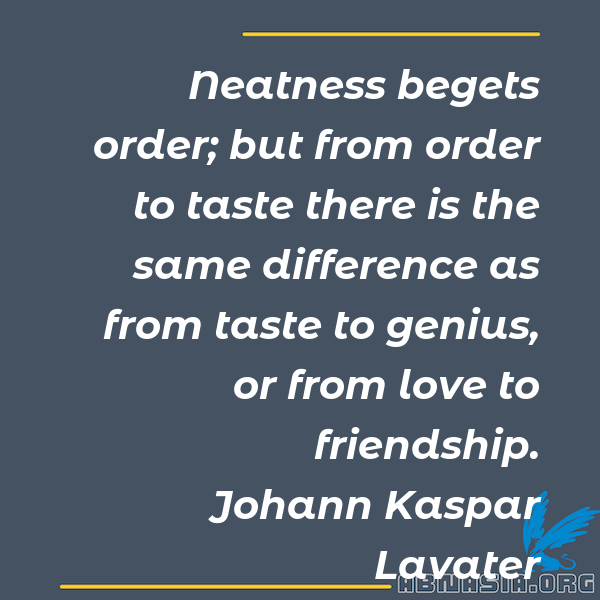 Neatness begets
order; but from order
to taste there is the
same difference as
from taste to genius,
or from love to
friendship.
Johann Kaspar
Lavater
ABNASIA.ORG